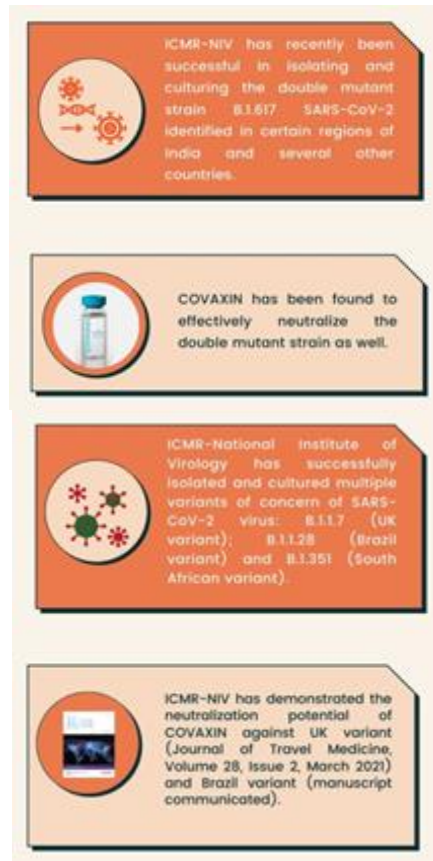 ICMR-NIV has recently been
successful in isolating and
culturing the double mutant
strain B.1.617 SARS-CoV-2
identified in certain regions of
India and several other
countries.
COVAXIN has been found to
effectively neutralize the
double mutant strain as well.
ICMR-National Institute of
Virology has successfully
isolated and cultured multiple
variants of concern of SARS-
CoV-2 virus: B.1.1.7 (UK
variant); B.1.1.28 (Brazil
variant) and B.1.351 (South
African variant).
ICMR-NIV has demonstrated the
neutralization potential of
COVAXIN against UK variant
(Journal of Travel Medicine,
Volume 28, Issue 2, March 2021)
and Brazil variant (manuscript
communicated).